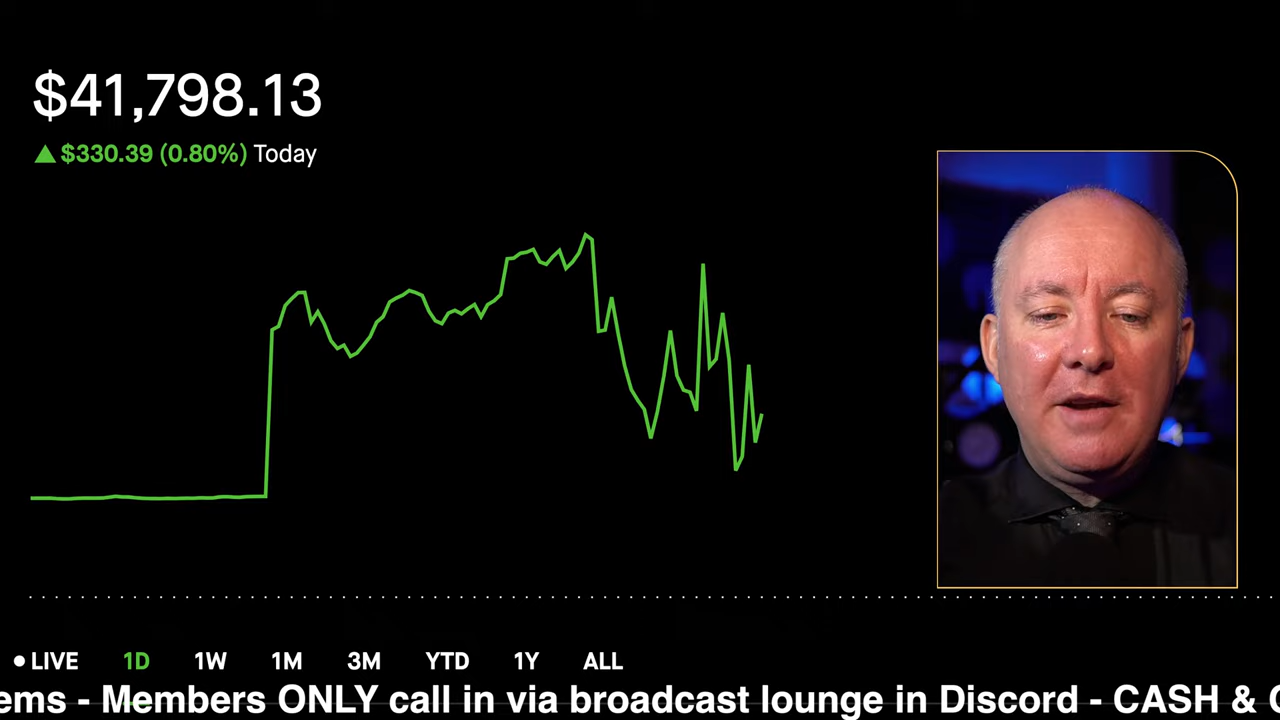 $41,798.13
▲ $330.39 (0.80%) Today
• LIVE 1D 1W 1M 3M YTD 1Y ALL
ems - Members ONLY call in via broadcast lounge in Discord - CASH &